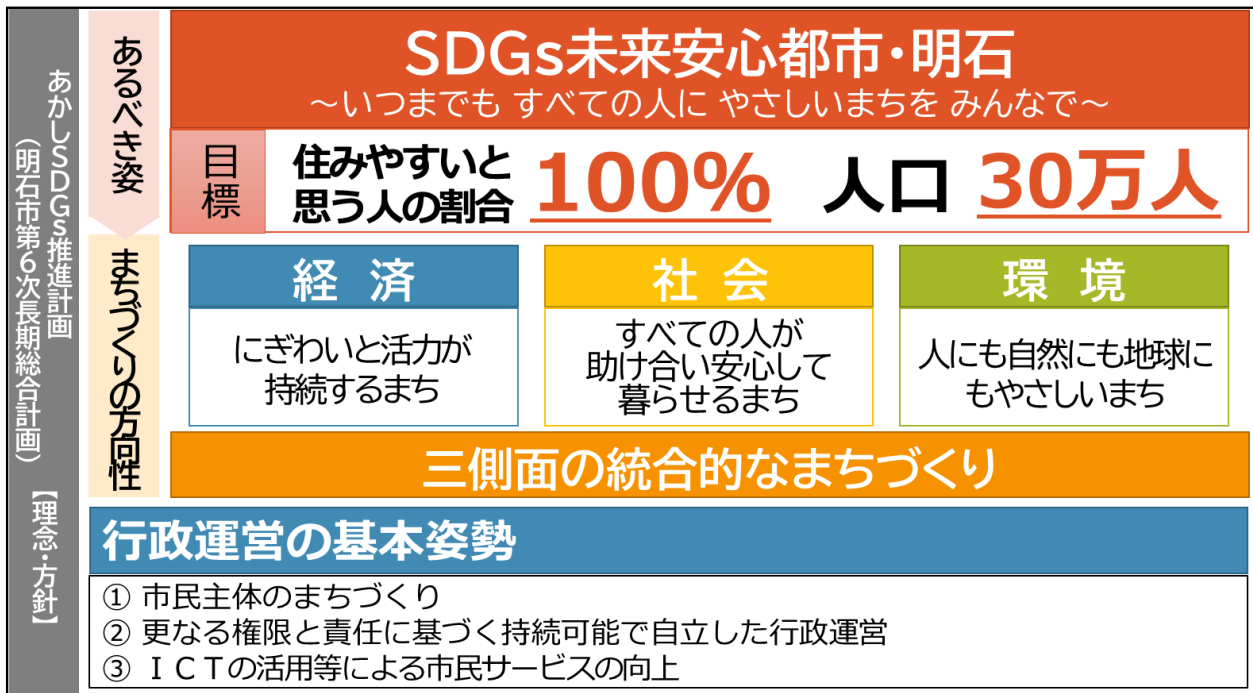 あかしSDGs推進計画
（明石市第6次長期総合計画）
【理念・方針】
あるべき姿
SDGs未来安心都市・明石
～いつまでも すべての人に やさしいまちを みんなで～
目標
住みやすいと
思う人の割合
100%
人口
30万人
まちづくりの方向性
経 済
にぎわいと活力が
持続するまち
社 会
すべての人が
助け合い安心して
暮らせるまち
環 境
人にも自然にも地球に
もやさしいまち
三側面の統合的なまちづくり
行政運営の基本姿勢
① 市民主体のまちづくり
② 更なる権限と責任に基づく持続可能で自立した行政運営
③ ＩＣＴの活用等による市民サービスの向上